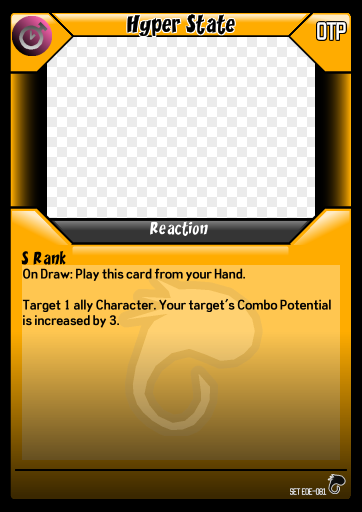 Hyper State
OTP
Reaction
S Rank
On Draw: Play this card from your Hand.
Target 1 ally Character. Your target's Combo Potential
is increased by 3.
SET EOE-081